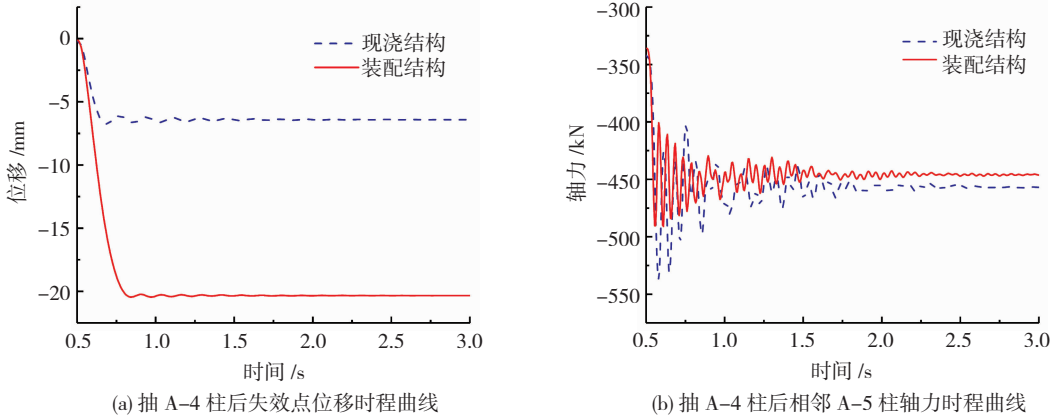 0
-5
-10
-15
-20
0.5
1.0
1.5
2.0
2.5
3.0
位移 /mm
时间 /s
现浇结构
装配结构
(a) 抽 A-4 柱后失效点位移时程曲线
-300
-350
-400
-450
-500
-550
0.5
1.0
1.5
2.0
2.5
3.0
轴力 /kN
时间 /s
现浇结构
装配结构
(b) 抽 A-4 柱后相邻 A-5 柱轴力时程曲线